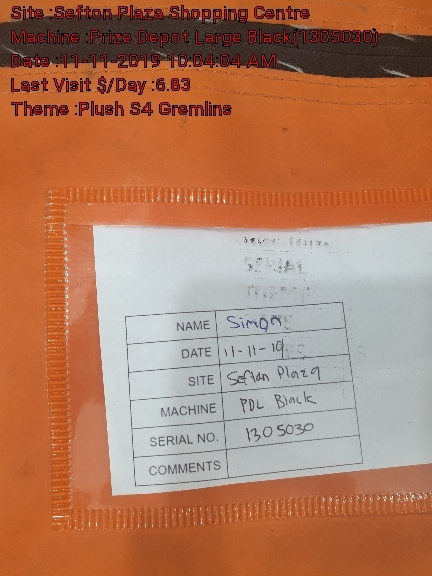 Site :Sefton Plaza Shopping Centre
Machine :Prize Depot Large Black(1305030)
Date :11-11-2019 10:04:04 AM
Last Visit $/Day :6.83
Theme :Plush S4 Gremlins
NAME Simon
DATE 11-11-19
SITE Sefton Plaza
MACHINE PDL Black
SERIAL NO. 1305030
COMMENTS